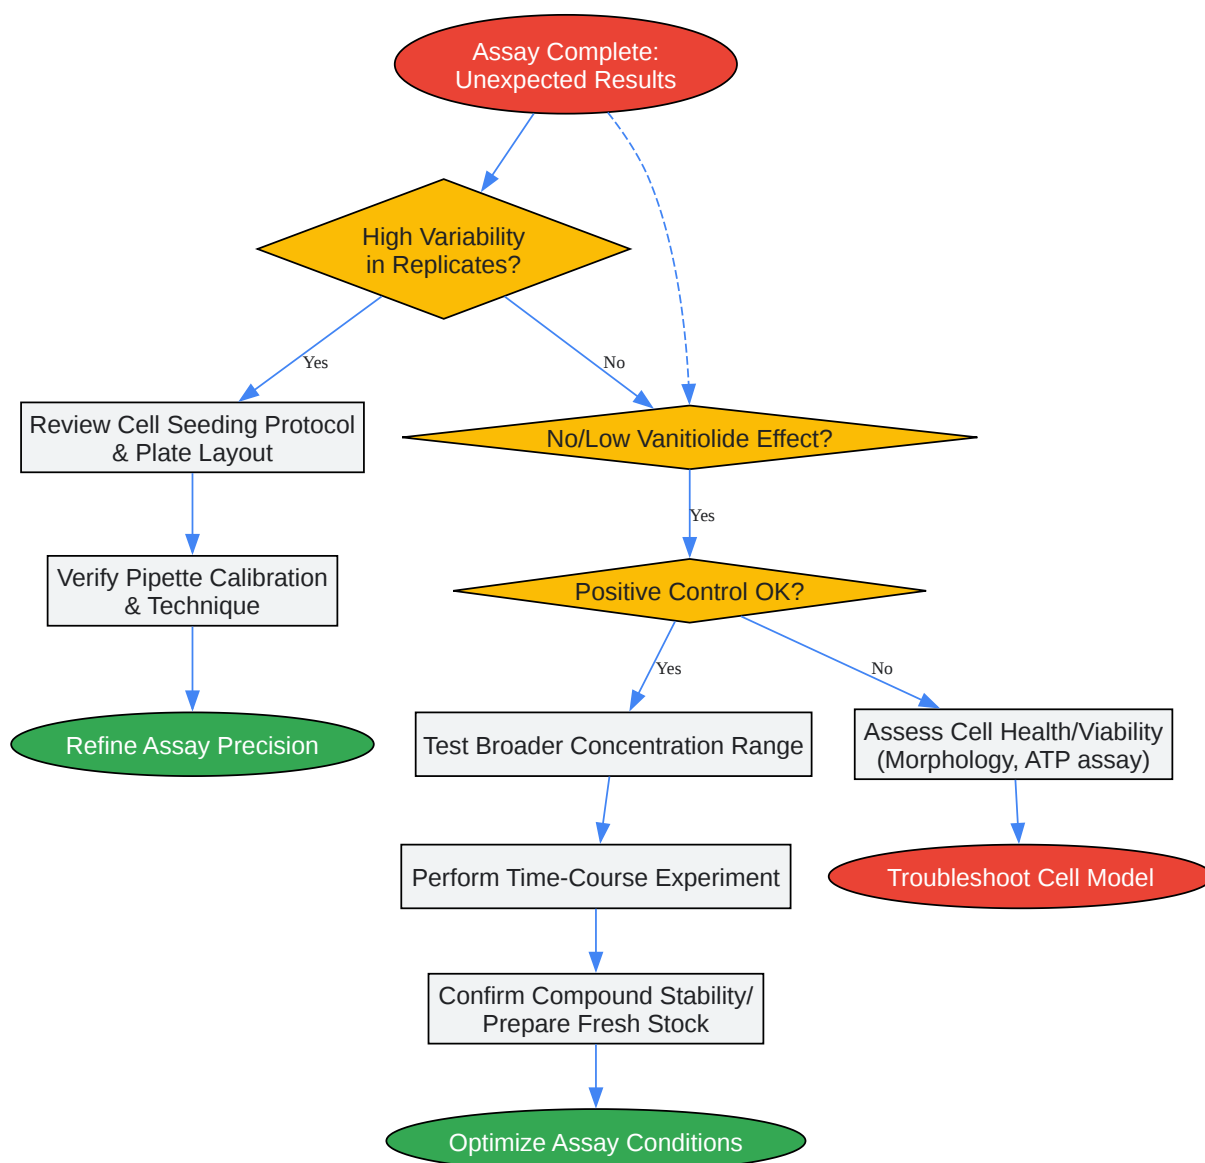 Assay Complete:
Unexpected Results
High Variability
in Replicates?
Yes
No
Review Cell Seeding Protocol
& Plate Layout
No/Low Vanitiolide Effect?
Yes
Verify Pipette Calibration
& Technique
Positive Control OK?
Yes
No
Refine Assay Precision
Test Broader Concentration Range
Assess Cell Health/Viability
(Morphology, ATP assay)
Perform Time-Course Experiment
Troubleshoot Cell Model
Confirm Compound Stability/
Prepare Fresh Stock
Optimize Assay Conditions